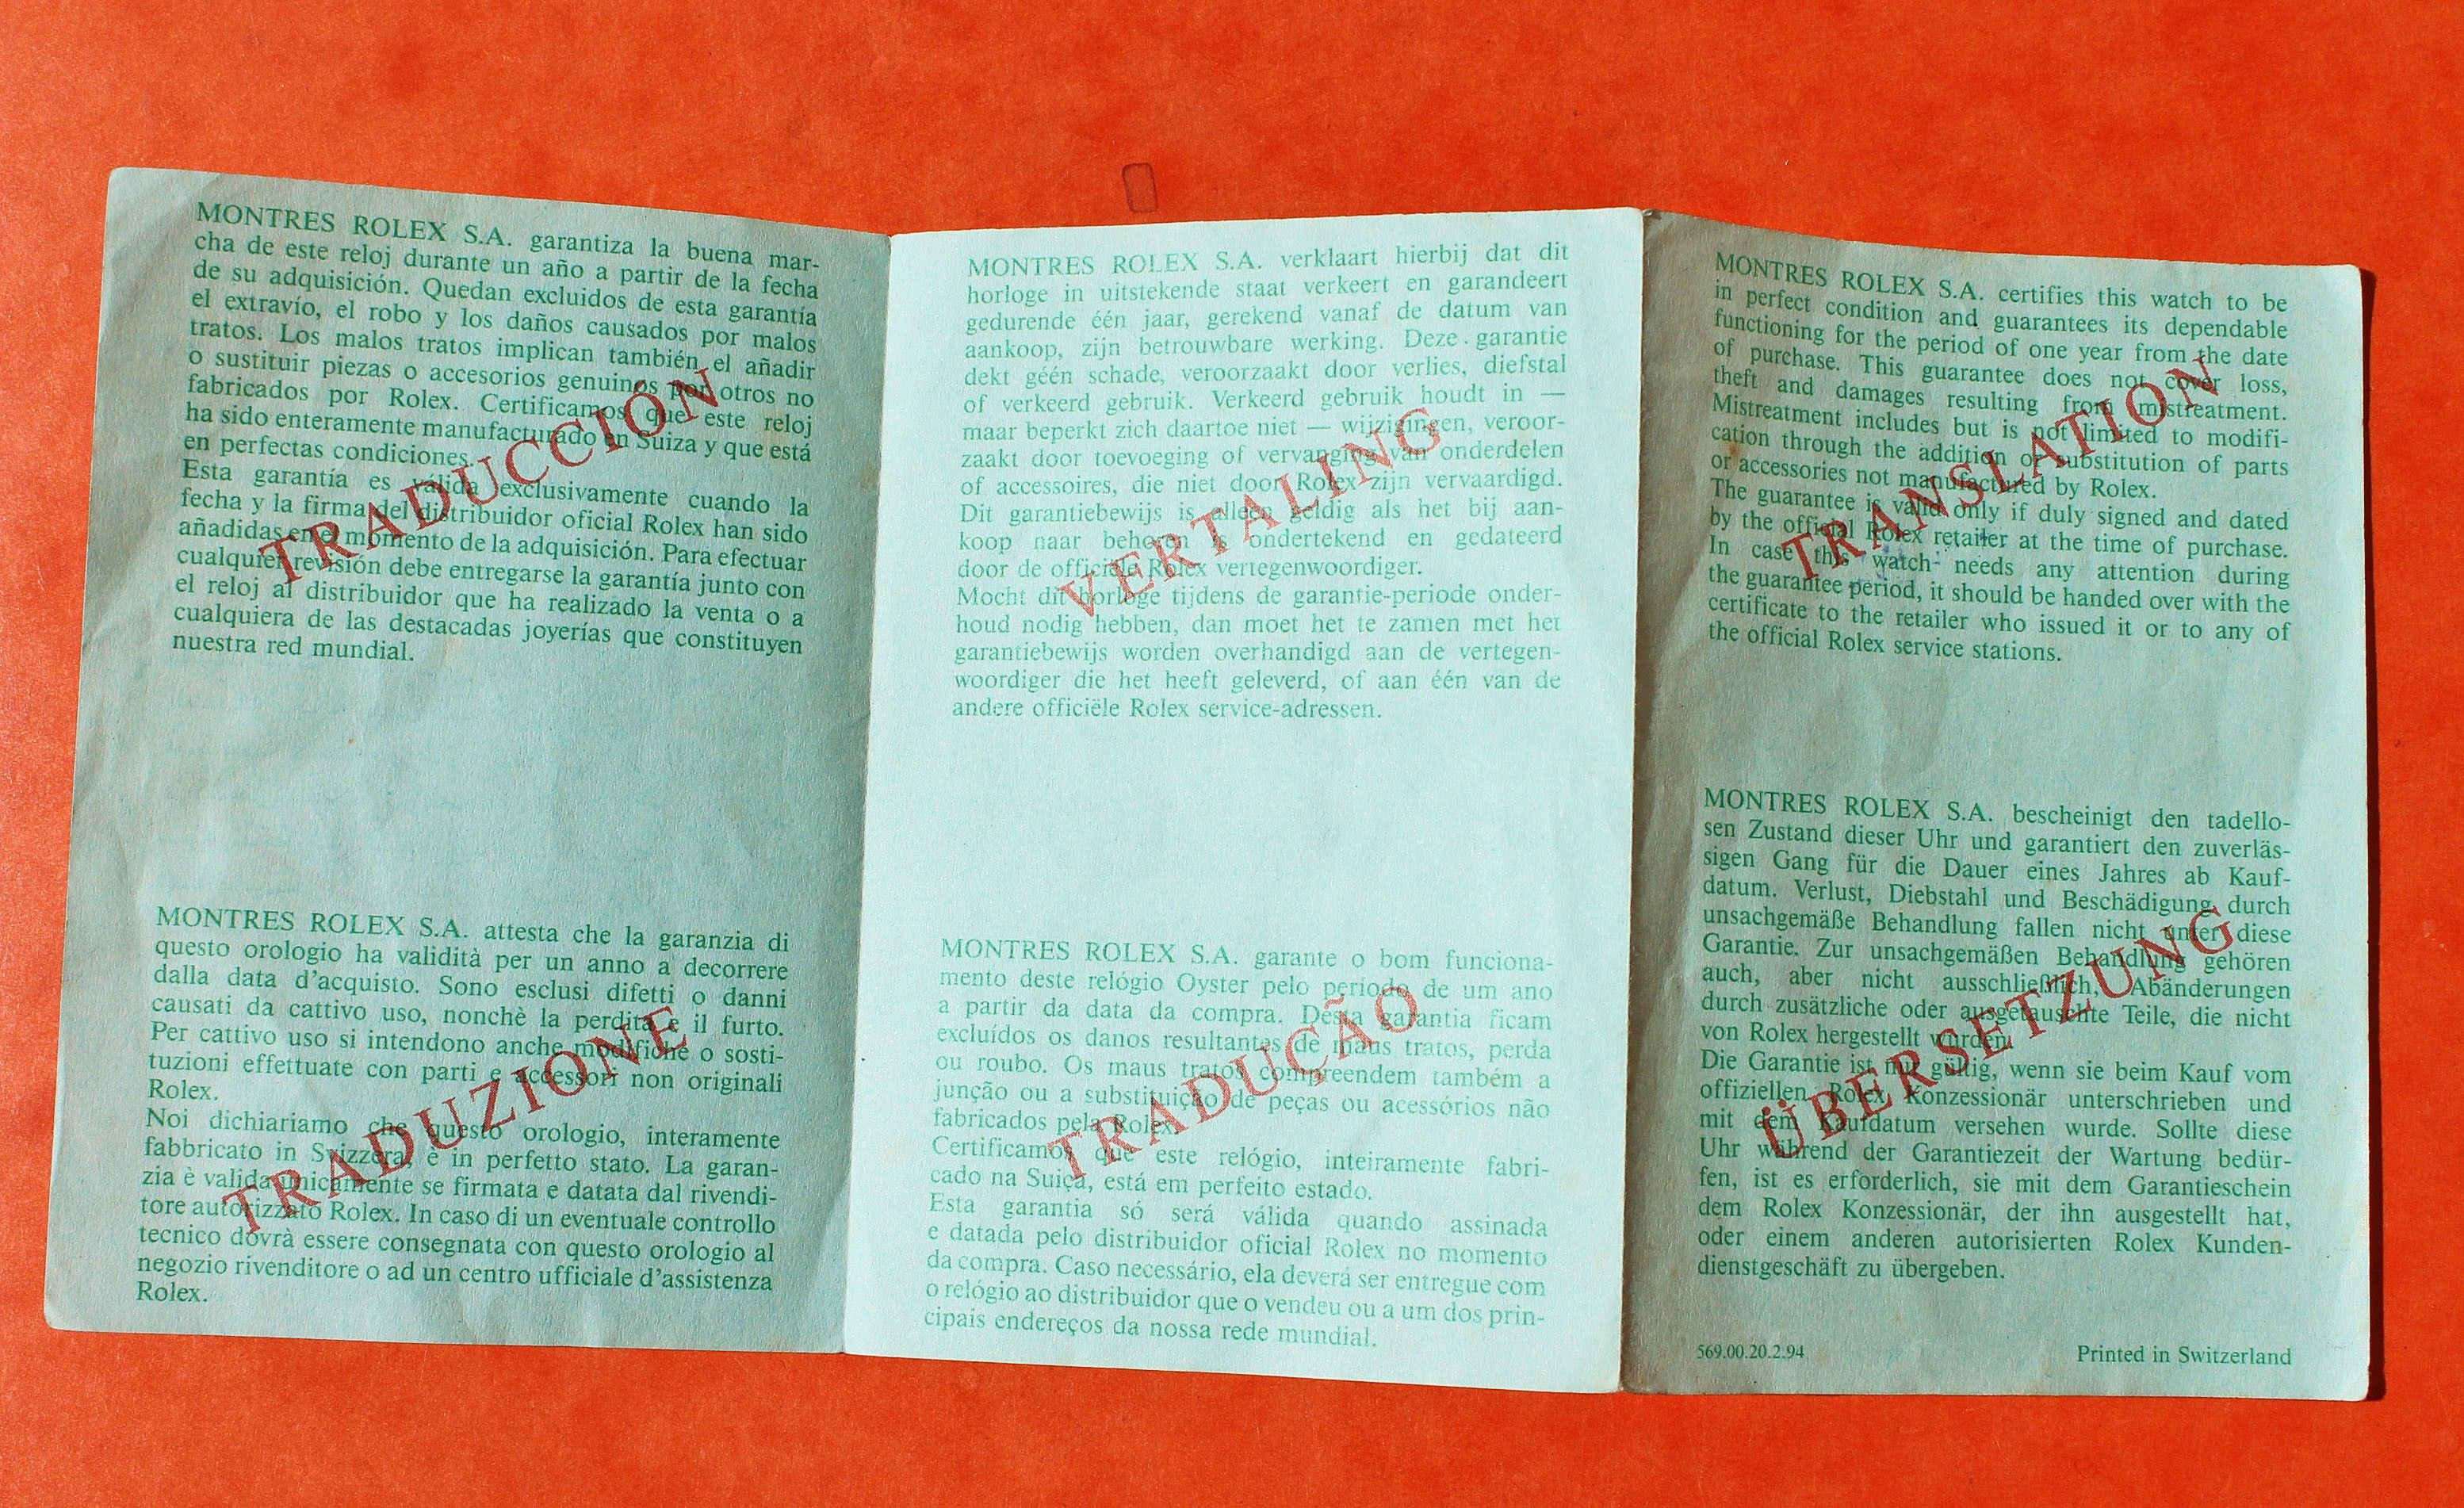 MONTRES ROLEX S.A. garantiza la buena mar-
cha de este reloj durante un año a partir de la fecha
de su adquisición. Quedan excluidos de esta garantía
el extravío, el robo y los daños causados por malos
tratos. Los malos tratos implican también el añadir
o sustituir piezas o accesorios genuinos por otros no
fabricados por Rolex. Certificamos que este reloj
ha sido enteramente manufacturado en Suiza y que está
en perfectas condiciones.
Esta garantía es válida exclusivamente cuando la
fecha y la firma del distribuidor oficial Rolex han sido
añadidas en el momento de la adquisición. Para efectuar
cualquier revisión debe entregarse la garantía junto con
el reloj al distribuidor que ha realizado la venta o a
cualquiera de las destacadas joyerías que constituyen
nuestra red mundial.
TRADUCCIÓN
MONTRES ROLEX S.A. attesta che la garanzia di
questo orologio ha validità per un anno a decorrere
dalla data d'acquisto. Sono esclusi difetti o danni
causati da cattivo uso, nonchè la perdita e il furto.
Per cattivo uso si intendono anche modifiche o sosti-
tuzioni effettuate con parti e accessori non originali
Rolex.
Noi dichiariamo che questo orologio, interamente
fabbricato in Svizzera, è in perfetto stato. La garan-
zia è valida unicamente se firmata e datata dal rivendi-
tore autorizzato Rolex. In caso di un eventuale controllo
tecnico dovrà essere consegnata con questo orologio al
negozio rivenditore o ad un centro ufficiale d'assistenza
Rolex.
TRADUZIONE
MONTRES ROLEX S.A. verklaart hierbij dat dit
horloge in uitstekende staat verkeert en garandeert
gedurende één jaar, gerekend vanaf de datum van
aankoop, zijn betrouwbare werking. Deze garantie
dekt géén schade, veroorzaakt door verlies, diefstal
of verkeerd gebruik. Verkeerd gebruik houdt in —
maar beperkt zich daartoe niet — wijzigingen, veroor-
zaakt door toevoeging of vervanging van onderdelen
of accessoires, die niet door Rolex zijn vervaardigd.
Dit garantiebewijs is alleen geldig als het bij aan-
koop naar behoren is ondertekend en gedateerd
door de officiële Rolex vertegenwoordiger.
Mocht dit horloge tijdens de garantie-periode onder-
houd nodig hebben, dan moet het te zamen met het
garantiebewijs worden overhandigd aan de vertegen-
woordiger die het heeft geleverd, of aan één van de
andere officiële Rolex service-adressen.
VERTALING
MONTRES ROLEX S.A. garante o bom funciona-
mento deste relógio Oyster pelo período de um ano
a partir da data da compra. Desta garantia ficam
excluídos os danos resultantes de maus tratos, perda
ou roubo. Os maus tratos compreendem também a
junção ou a substituição de peças ou acessórios não
fabricados pela Rolex.
Certificamos que este relógio, inteiramente fabri-
cado na Suiça, está em perfeito estado.
Esta garantia só será válida quando assinada
e datada pelo distribuidor oficial Rolex no momento
da compra. Caso necessário, ela deverá ser entregue com
o relógio ao distribuidor que o vendeu ou a um dos prin-
cipais endereços da nossa rede mundial.
TRADUÇÃO
MONTRES ROLEX S.A. certifies this watch to be
in perfect condition and guarantees its dependable
functioning for the period of one year from the date
of purchase. This guarantee does not cover loss,
theft and damages resulting from mistreatment.
Mistreatment includes but is not limited to modifi-
cation through the addition or substitution of parts
or accessories not manufactured by Rolex.
The guarantee is valid only if duly signed and dated
by the official Rolex retailer at the time of purchase.
In case this watch needs any attention during
the guarantee period, it should be handed over with the
certificate to the retailer who issued it or to any of
the official Rolex service stations.
TRANSLATION
MONTRES ROLEX S.A. bescheinigt den tadello-
sen Zustand dieser Uhr und garantiert den zuverläs-
sigen Gang für die Dauer eines Jahres ab Kauf-
datum. Verlust, Diebstahl und Beschädigung durch
unsachgemäße Behandlung fallen nicht unter diese
Garantie. Zur unsachgemäßen Behandlung gehören
auch, aber nicht ausschließlich, Abänderungen
durch zusätzliche oder ausgetauschte Teile, die nicht
von Rolex hergestellt wurden.
Die Garantie ist nur gültig, wenn sie beim Kauf vom
offiziellen Rolex Konzessionär unterschrieben und
mit dem Kaufdatum versehen wurde. Sollte diese
Uhr während der Garantiezeit der Wartung bedür-
fen, ist es erforderlich, sie mit dem Garantieschein
dem Rolex Konzessionär, der ihn ausgestellt hat,
oder einem anderen autorisierten Rolex Kunden-
dienstgeschäft zu übergeben.
ÜBERSETZUNG
569.00.20.2.94 Printed in Switzerland